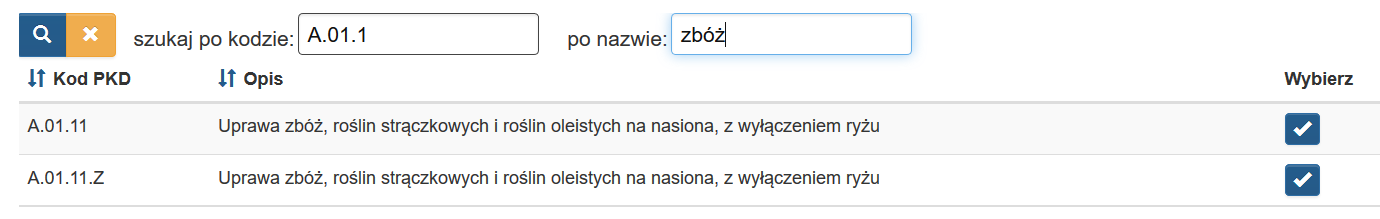 szukaj po kodzie: A.01.1 po nazwie: zbóż
Kod PKD Opis Wybierz
A.01.11 Uprawa zbóż, roślin strączkowych i roślin oleistych na nasiona, z wyłączeniem ryżu
A.01.11.Z Uprawa zbóż, roślin strączkowych i roślin oleistych na nasiona, z wyłączeniem ryżu